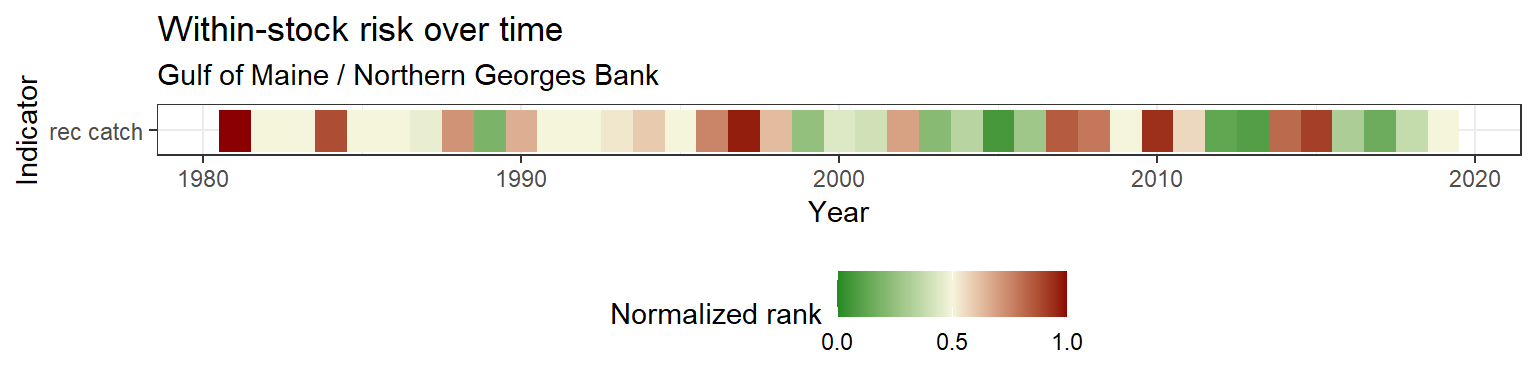 Within-stock risk over time
Gulf of Maine / Northern Georges Bank
Indicator
rec catch
1980 1990 2000 2010 2020
Year
Normalized rank
0.0 0.5 1.0